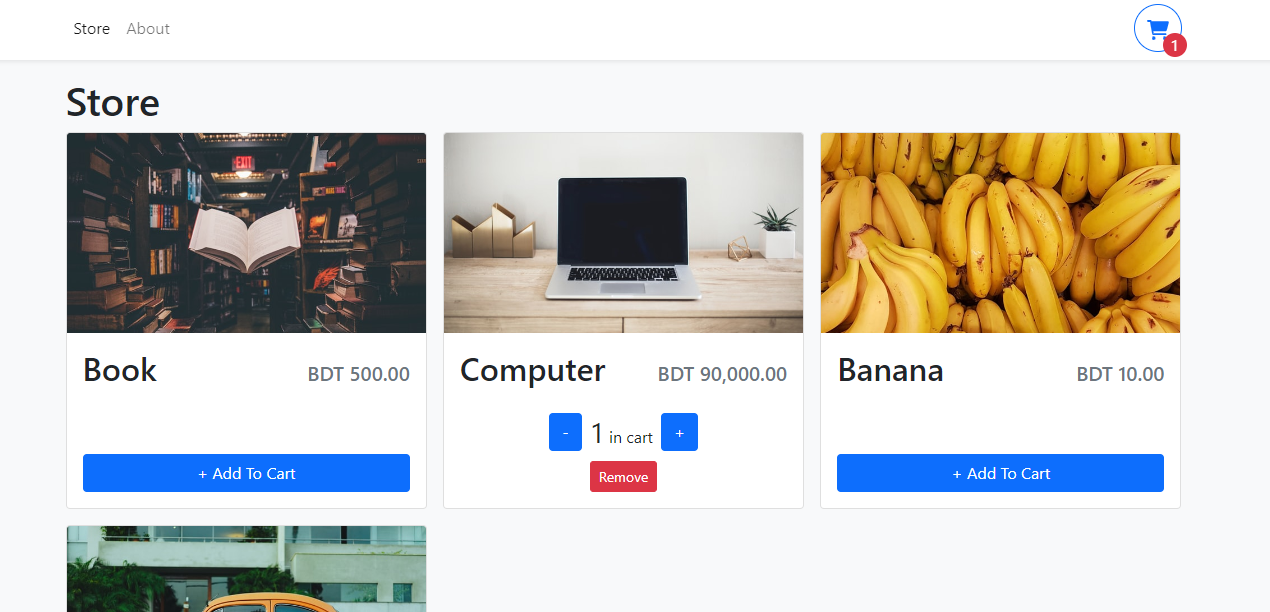 Store About
1
Store
EXIT
Book BDT 500.00
+ Add To Cart
Computer BDT 90,000.00
- 1 in cart +
Remove
Banana BDT 10.00
+ Add To Cart